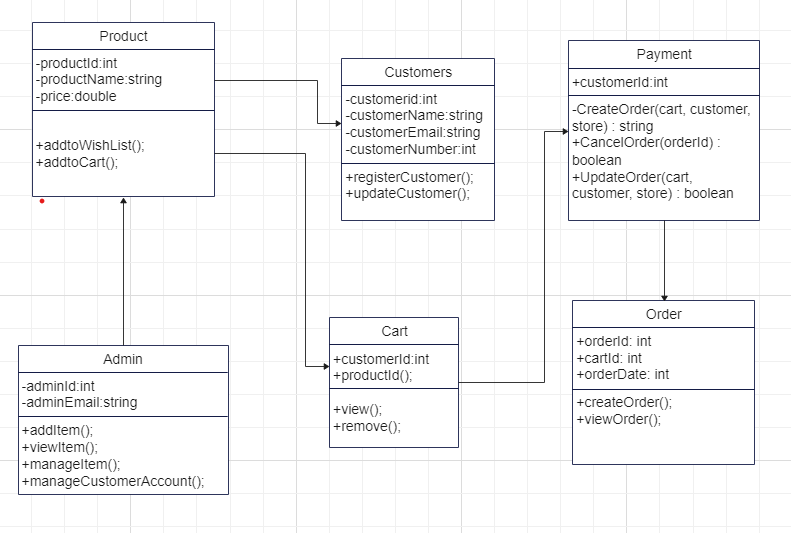 Product
-productId:int
-productName:string
-price:double
+addtoWishList();
+addtoCart();
Customers
-customerid:int
-customerName:string
-customerEmail:string
-customerNumber:int
+registerCustomer();
+updateCustomer();
Payment
+customerId:int
-CreateOrder(cart, customer,
store) : string
+CancelOrder(orderId) :
boolean
+UpdateOrder(cart,
customer, store) : boolean
Admin
-adminId:int
-adminEmail:string
+addItem();
+viewItem();
+manageItem();
+manageCustomerAccount();
Cart
+customerId:int
+productId();
+view();
+remove();
Order
+orderId: int
+cartId: int
+orderDate: int
+createOrder();
+viewOrder();